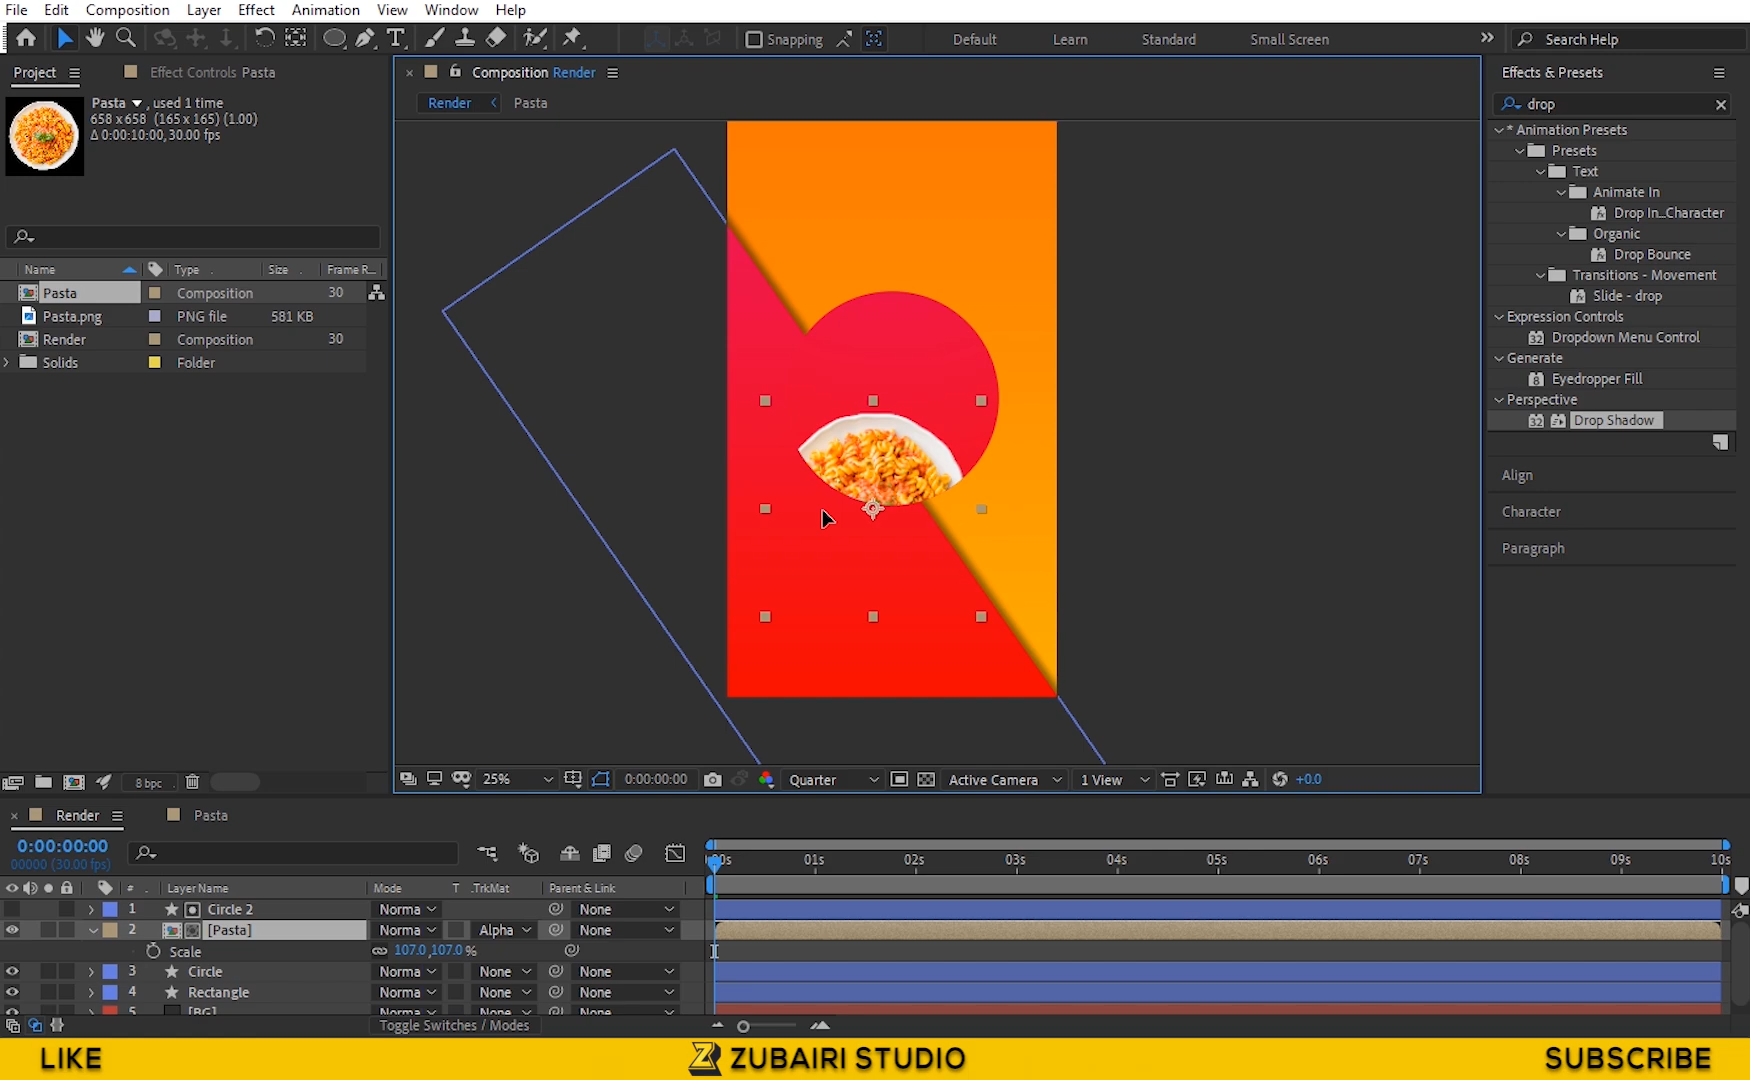 File Edit Composition Layer Effect Animation View Window Help
Snapping Default Learn Standard Small Screen Search Help
Project Effect Controls Pasta
Pasta , used 1 time
658 x 658 (165 x 165) (1.00)
Δ 0:00:10:00, 30.00 fps
Name Type Size Frame R...
Pasta Composition 30
Pasta.png PNG file 581 KB
Render Composition 30
Solids Folder
8 bpc
Composition Render
Render Pasta
25% 0:00:00:00 Quarter Active Camera 1 View +0.0
Effects & Presets
drop
* Animation Presets
Presets
Text
Animate In
Drop In_Character
Organic
Drop Bounce
Transitions - Movement
Slide - drop
Expression Controls
Dropdown Menu Control
Generate
Eyedropper Fill
Perspective
Drop Shadow
Align
Character
Paragraph
Render Pasta
0:00:00:00
00000 (30.00 fps)
# Layer Name Mode T .TrkMat Parent & Link
1 Circle 2 Norma None
2 [Pasta] Norma Alpha None
Scale 107.0,107.0 %
3 Circle Norma None None
4 Rectangle Norma None None
5 [BG] Norma None None
Toggle Switches / Modes
00s 01s 02s 03s 04s 05s 06s 07s 08s 09s 10s
LIKE ZUBAIRI STUDIO SUBSCRIBE